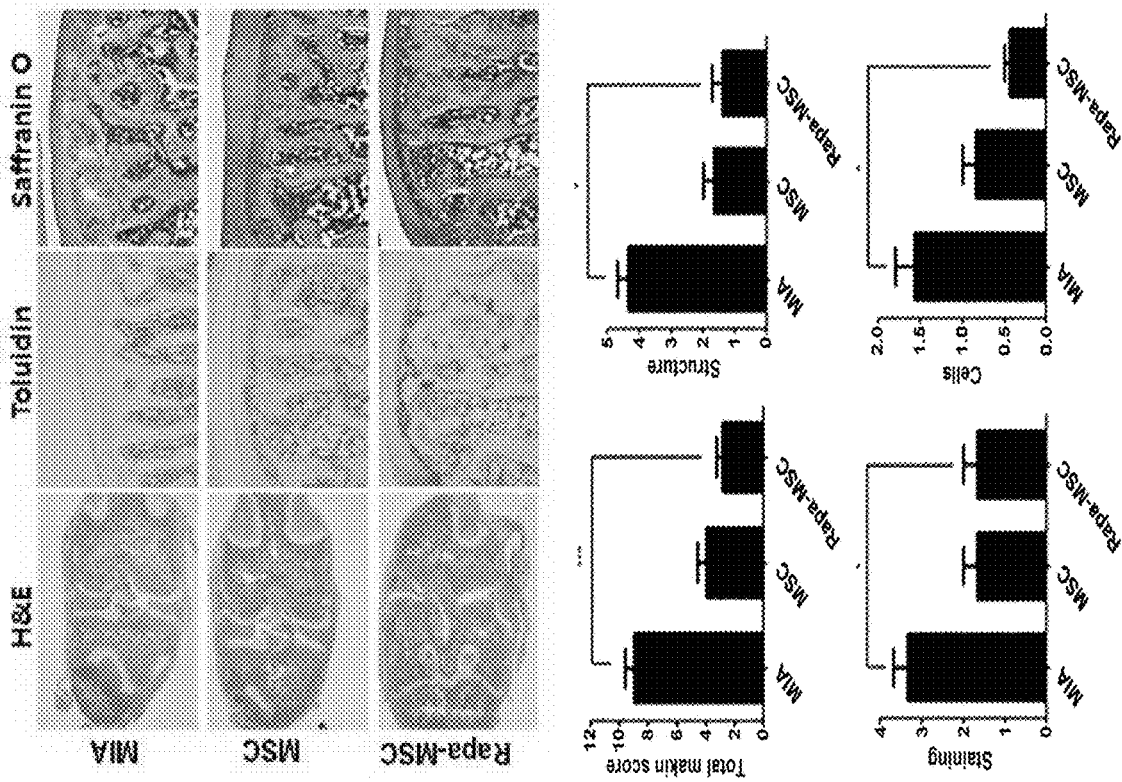 H&E Toluidin Saffranin O
MIA
MSC
Rapa-MSC
Total makin score
12
10
8
6
4
2
0
MIA
MSC
Rapa-MSC
Structure
5
4
3
2
1
0
MIA
MSC
Rapa-MSC
Staining
4
3
2
1
0
MIA
MSC
Rapa-MSC
Cells
2.0
1.5
1.0
0.5
0.0
MIA
MSC
Rapa-MSC